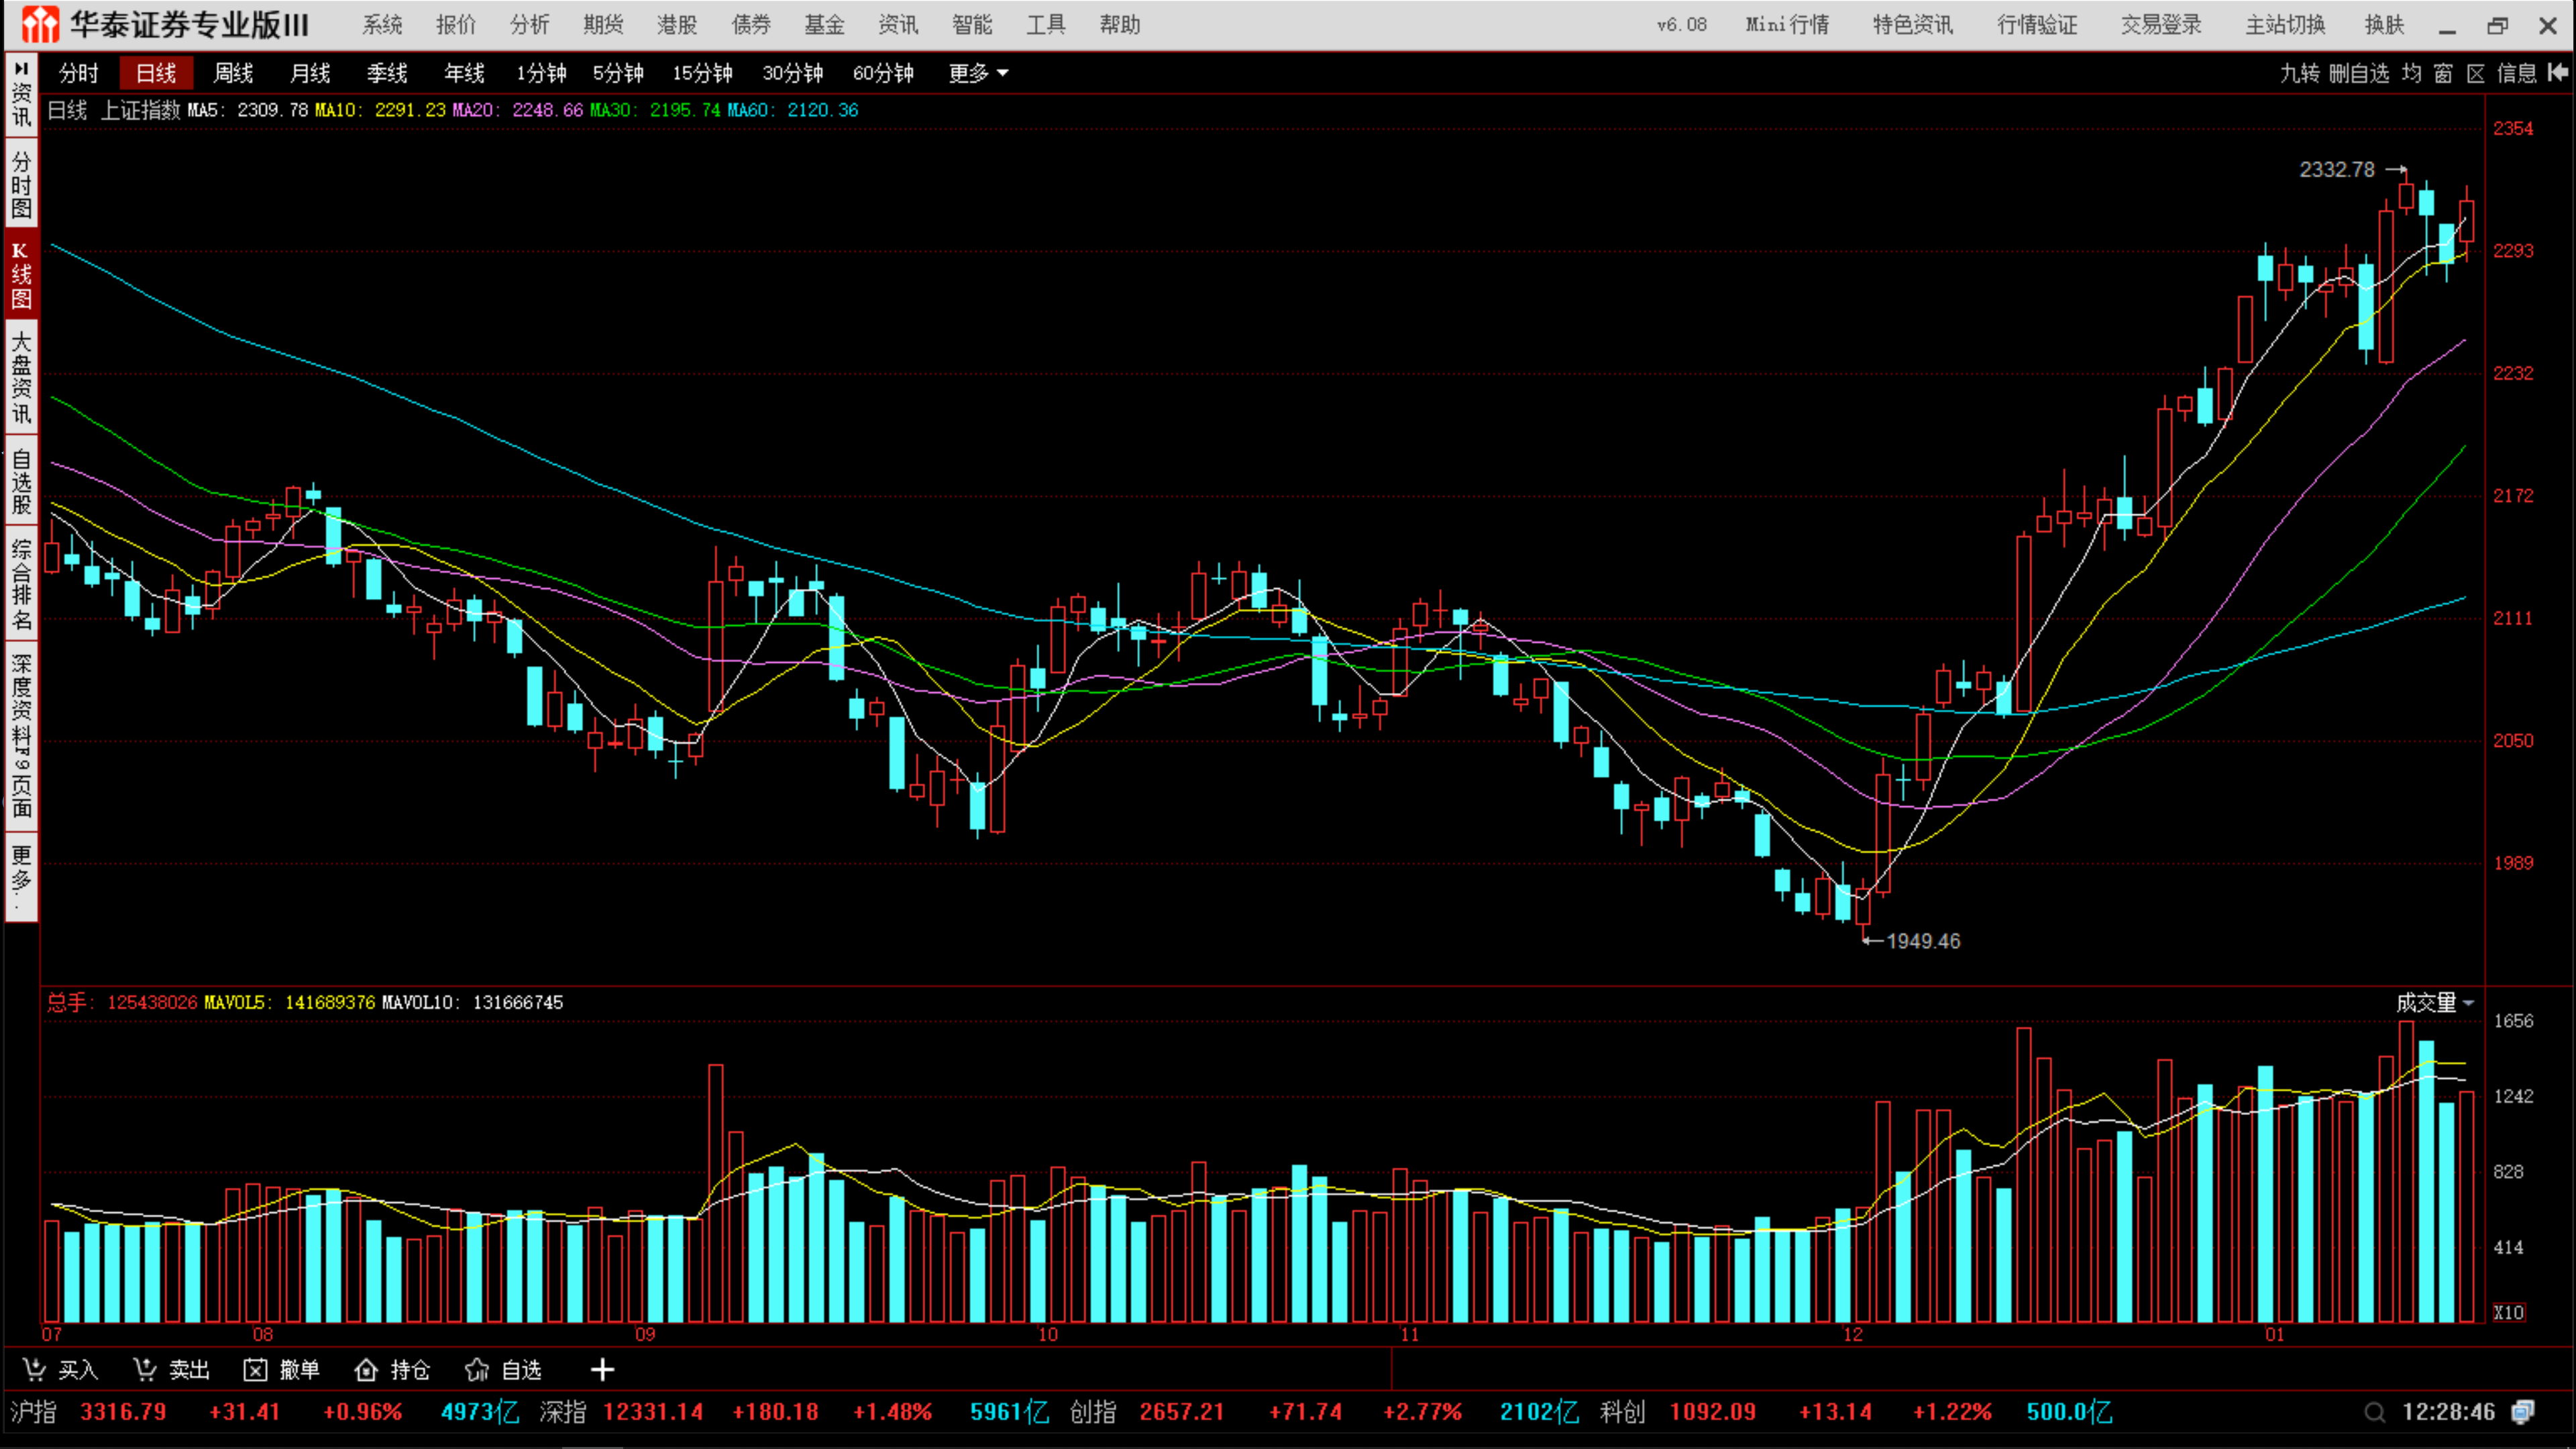 华泰证券专业版III 系统 报价 分析 期货 港股 债券 基金 资讯 智能 工具 帮助 v6.08 Mini行情 特色资讯 行情验证 交易登录 主站切换 换肤
分时 日线 周线 月线 季线 年线 1分钟 5分钟 15分钟 30分钟 60分钟 更多 九转 删自选 均 窗 区 信息
日线 上证指数 MA5: 2309.78 MA10: 2291.23 MA20: 2248.66 MA30: 2195.74 MA60: 2120.36
资讯
分时图
K线图
大盘资讯
自选股
综合排名
深度资料F9页面
更多..
2354
2332.78
2293
2232
2172
2111
2050
1989
1949.46
总手: 125438026 MAVOL5: 141689376 MAVOL10: 131666745 成交量
1656
1242
828
414
X10
07 08 09 10 11 12 01
买入 卖出 撤单 持仓 自选 +
沪指 3316.79 +31.41 +0.96% 4973亿 深指 12331.14 +180.18 +1.48% 5961亿 创指 2657.21 +71.74 +2.77% 2102亿 科创 1092.09 +13.14 +1.22% 500.0亿 12:28:46